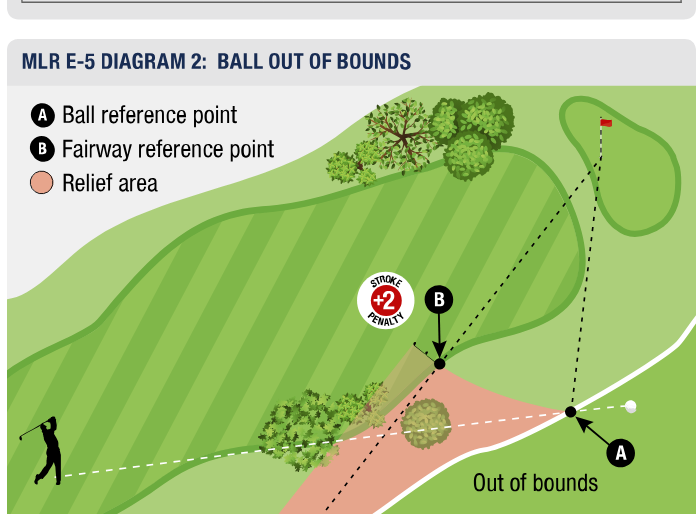 MLR E-5 DIAGRAM 2: BALL OUT OF BOUNDS
A Ball reference point
B Fairway reference point
Relief area
STROKE
+2
PENALTY
B
A
Out of bounds